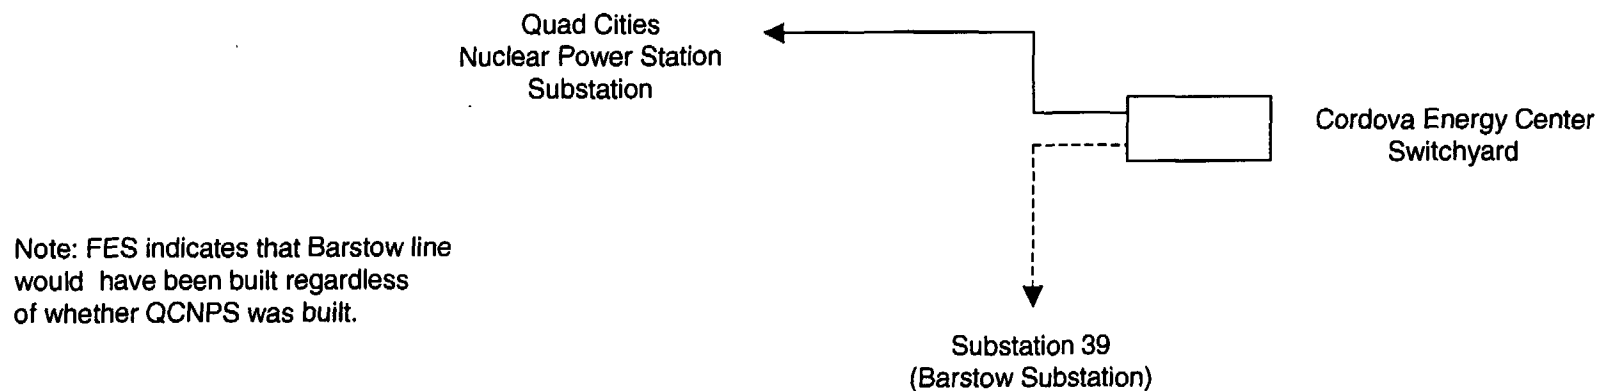 Quad Cities
Nuclear Power Station
Substation
Cordova Energy Center
Switchyard
Note: FES indicates that Barstow line
would have been built regardless
of whether QCNPS was built.
Substation 39
(Barstow Substation)